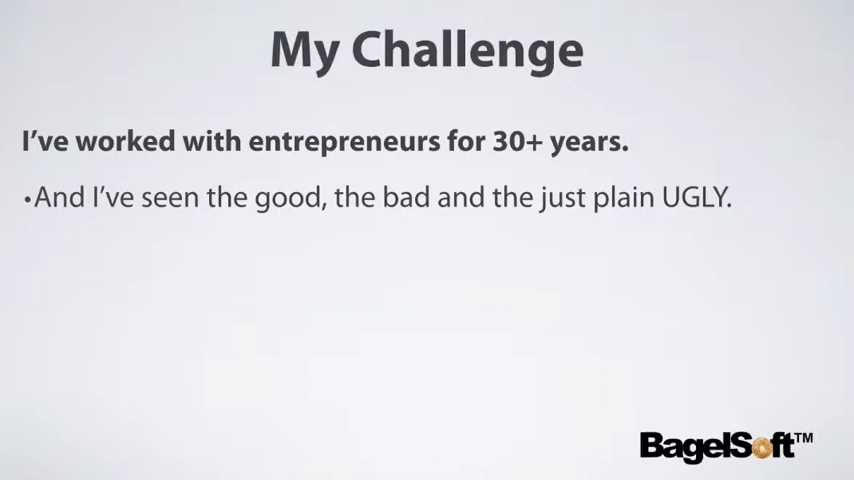 My Challenge
I've worked with entrepreneurs for 30+ years.
•And I've seen the good, the bad and the just plain UGLY.
BagelSoft™